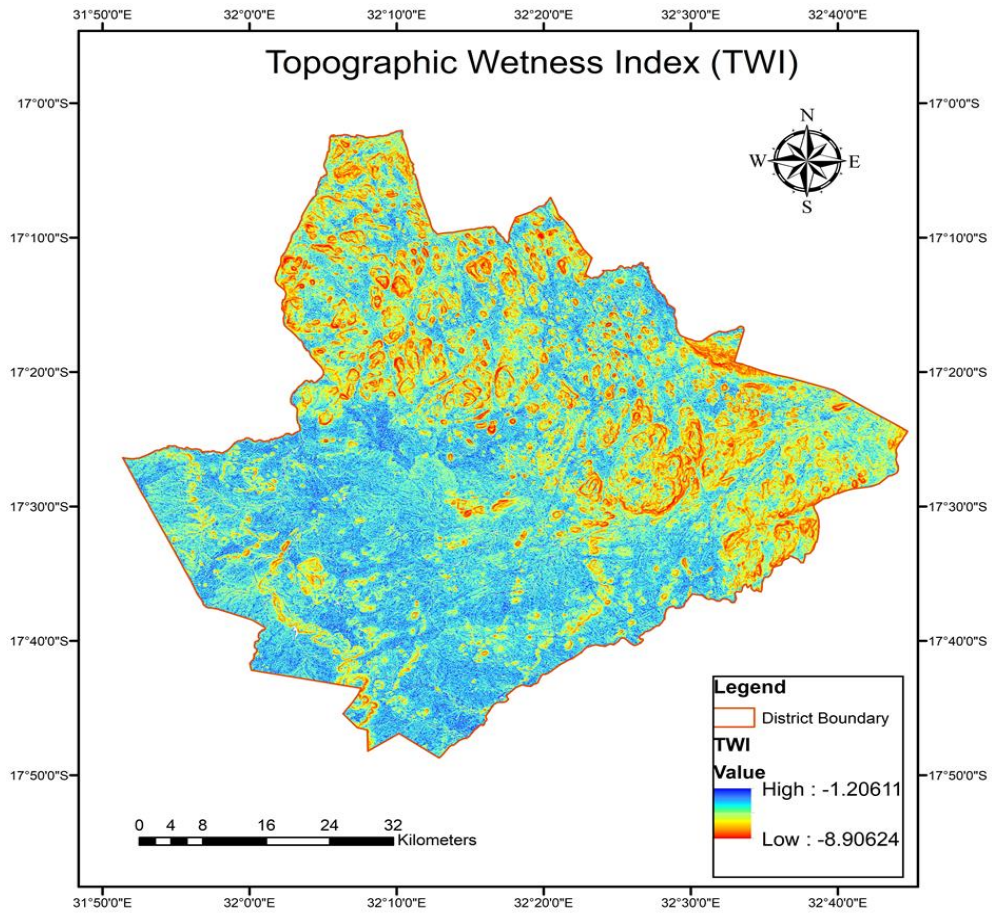 31°50'0"E 32°0'0"E 32°10'0"E 32°20'0"E 32°30'0"E 32°40'0"E
Topographic Wetness Index (TWI)
17°0'0"S 17°0'0"S
N
W E
S
17°10'0"S 17°10'0"S
17°20'0"S 17°20'0"S
17°30'0"S 17°30'0"S
17°40'0"S 17°40'0"S
Legend
District Boundary
TWI
Value
High : -1.20611
Low : -8.90624
17°50'0"S 17°50'0"S
0 4 8 16 24 32
Kilometers
31°50'0"E 32°0'0"E 32°10'0"E 32°20'0"E 32°30'0"E 32°40'0"E